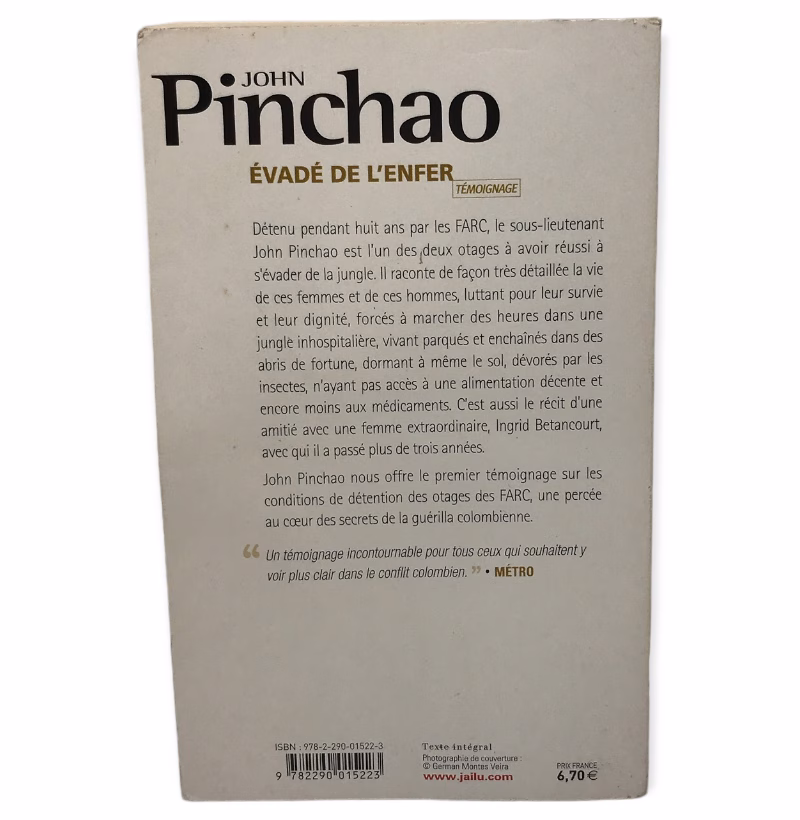 JOHN
Pinchao
ÉVADÉ DE L'ENFER
TÉMOIGNAGE
Détenu pendant huit ans par les FARC, le sous-lieutenant
John Pinchao est l'un des deux otages à avoir réussi à
s'évader de la jungle. Il raconte de façon très détaillée la vie
de ces femmes et de ces hommes, luttant pour leur survie
et leur dignité, forcés à marcher des heures dans une
jungle inhospitalière, vivant parqués et enchaînés dans des
abris de fortune, dormant à même le sol, dévorés par les
insectes, n'ayant pas accès à une alimentation décente et
encore moins aux médicaments. C'est aussi le récit d'une
amitié avec une femme extraordinaire, Ingrid Betancourt,
avec qui il a passé plus de trois années.
John Pinchao nous offre le premier témoignage sur les
conditions de détention des otages des FARC, une percée
au cœur des secrets de la guérilla colombienne.
“ Un témoignage incontournable pour tous ceux qui souhaitent y
voir plus clair dans le conflit colombien. ” • MÉTRO
ISBN : 978-2-290-01522-3
9 782290 015223
Texte intégral
Photographie de couverture :
© German Montes Veira
www.jailu.com
PRIX FRANCE
6,70 €